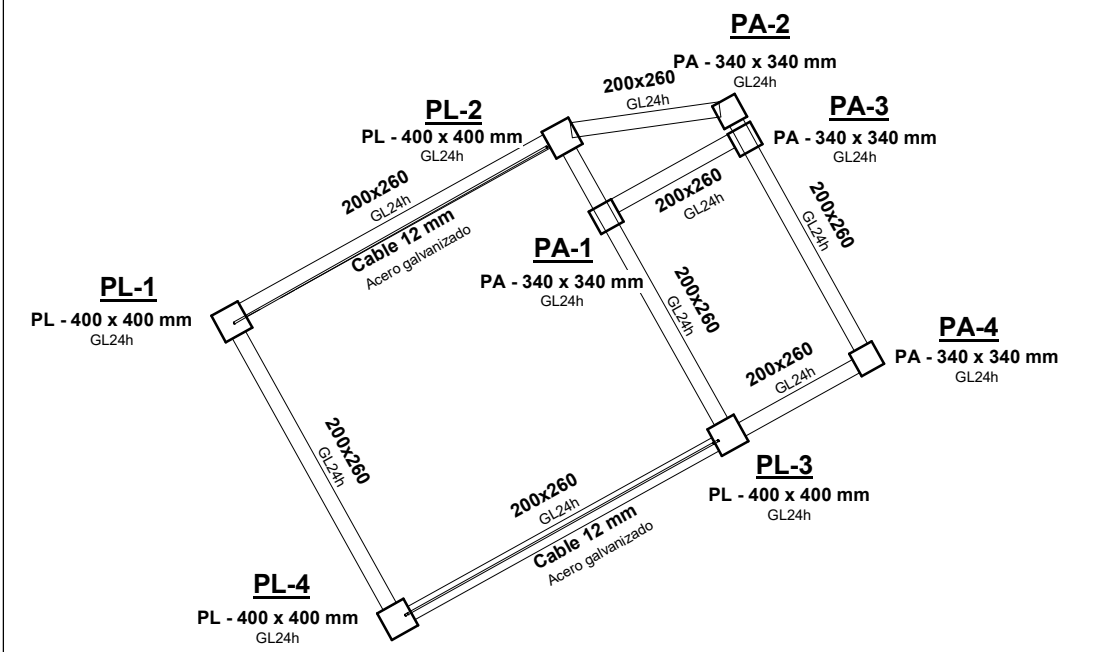 PA-2
PA - 340 x 340 mm
GL24h
200x260
GL24h
PL-2
PL - 400 x 400 mm
GL24h
PA-3
PA - 340 x 340 mm
GL24h
200x260
GL24h
Cable 12 mm
Acero galvanizado
200x260
GL24h
200x260
GL24h
PA-1
PA - 340 x 340 mm
GL24h
200x260
GL24h
PL-1
PL - 400 x 400 mm
GL24h
PA-4
PA - 340 x 340 mm
GL24h
200x260
GL24h
200x260
GL24h
PL-3
PL - 400 x 400 mm
GL24h
200x260
GL24h
Cable 12 mm
Acero galvanizado
PL-4
PL - 400 x 400 mm
GL24h